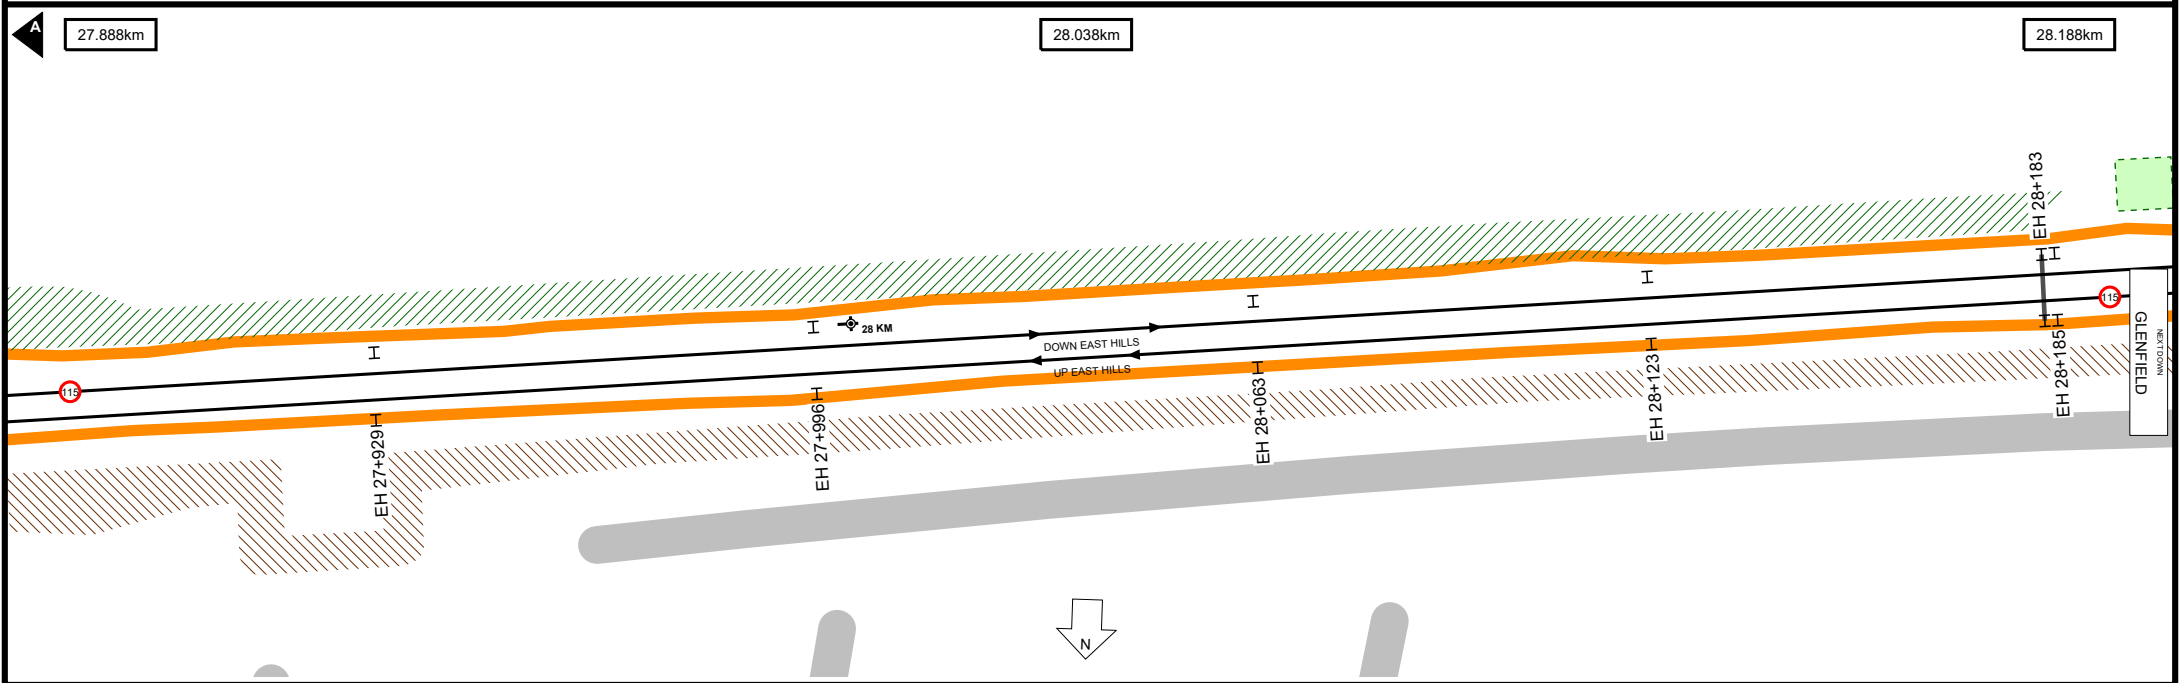 A
27.888km
28.038km
28.188km
EH 28+183
28 KM
DOWN EAST HILLS
UP EAST HILLS
115
115
EH 27+929
EH 27+996
EH 28+063
EH 28+123
EH 28+185
GLENFIELD
NEXT DOWN
N